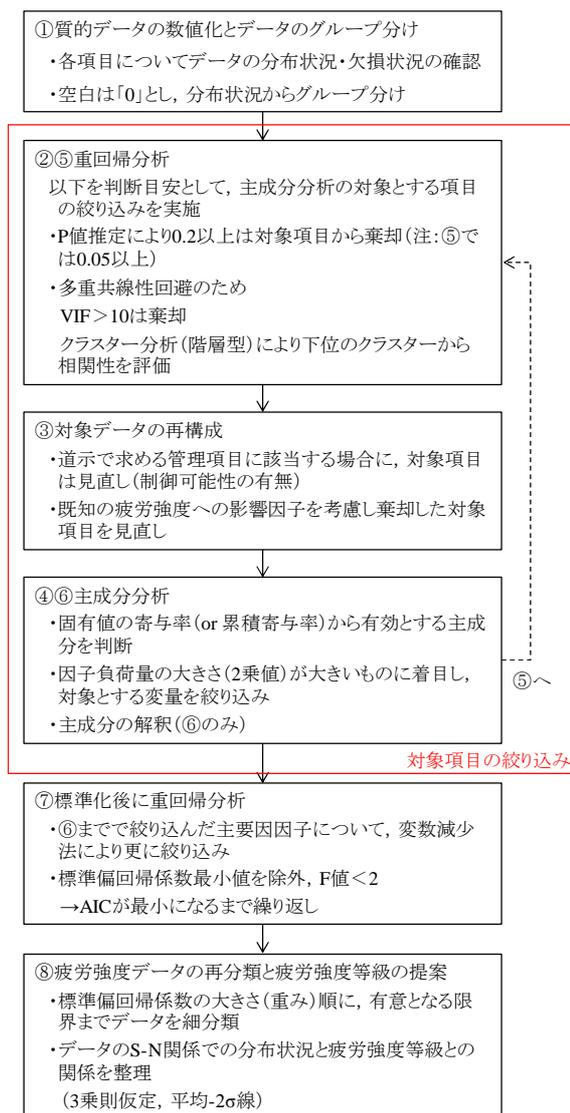 ①質的データの数値化とデータのグループ分け
・各項目についてデータの分布状況・欠損状況の確認
・空白は「0」とし，分布状況からグループ分け
②⑤重回帰分析
以下を判断目安として，主成分分析の対象とする項目
の絞り込みを実施
・P値推定により0.2以上は対象項目から棄却（注：⑤で
は0.05以上）
・多重共線性回避のため
VIF＞10は棄却
クラスター分析（階層型）により下位のクラスターから
相関性を評価
③対象データの再構成
・道示で求める管理項目に該当する場合に，対象項目
は見直し（制御可能性の有無）
・既知の疲労強度への影響因子を考慮し棄却した対象
項目を見直し
④⑥主成分分析
・固有値の寄与率（or 累積寄与率）から有効とする主成
分を判断
・因子負荷量の大きさ（2乗値）が大きいものに着目し，
対象とする変量を絞り込み
・主成分の解釈（⑥のみ）
⑤へ
対象項目の絞り込み
⑦標準化後に重回帰分析
・⑥までで絞り込んだ主要因因子について，変数減少
法により更に絞り込み
・標準偏回帰係数最小値を除外，F値＜2
→AICが最小になるまで繰り返し
⑧疲労強度データの再分類と疲労強度等級の提案
・標準偏回帰係数の大きさ（重み）順に，有意となる限
界までデータを細分類
・データのS-N関係での分布状況と疲労強度等級との
関係を整理
（3乗則仮定，平均-2σ線）